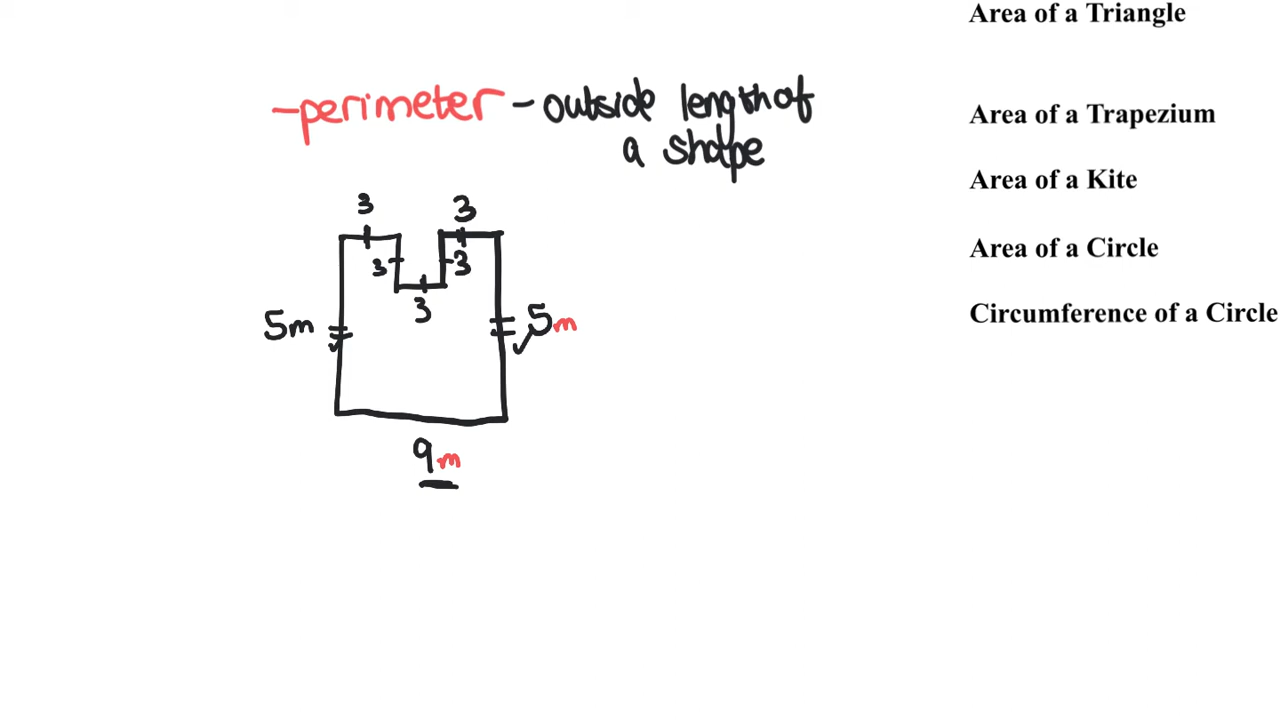 Area of a Triangle
-perimeter - outside length of
a shape
Area of a Trapezium
Area of a Kite
3 3
3 3
3
Area of a Circle
5m 5m
Circumference of a Circle
9m